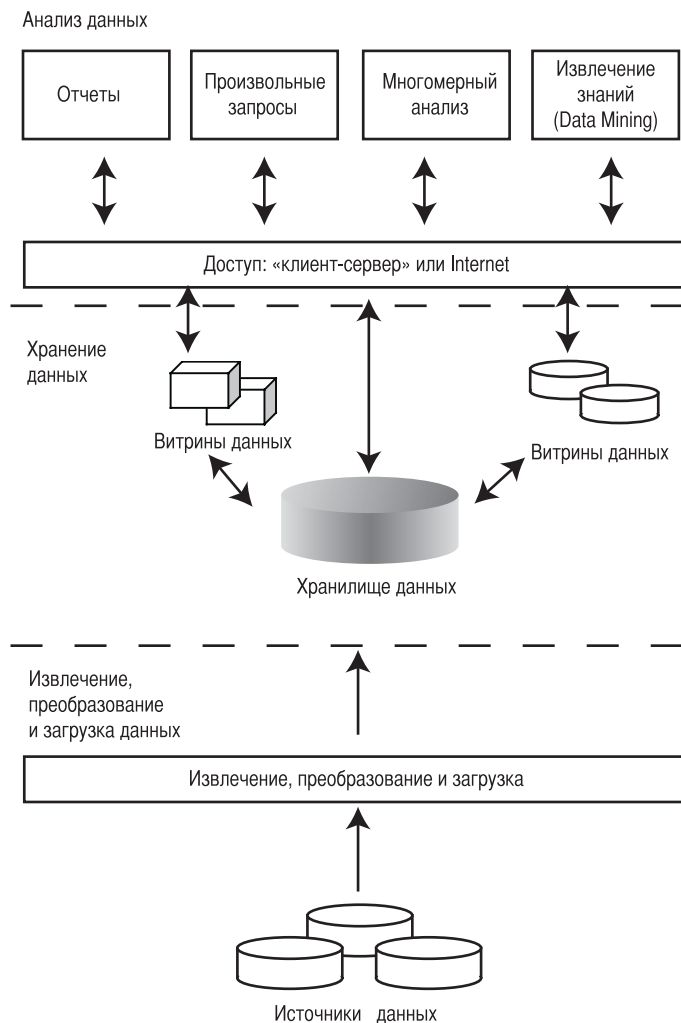 Анализ данных
Отчеты
Произвольные
запросы
Многомерный
анализ
Извлечение
знаний
(Data Mining)
Доступ: «клиент-сервер» или Internet
Хранение
данных
Витрины данных
Витрины данных
Хранилище данных
Извлечение,
преобразование
и загрузка данных
Извлечение, преобразование и загрузка
Источники данных